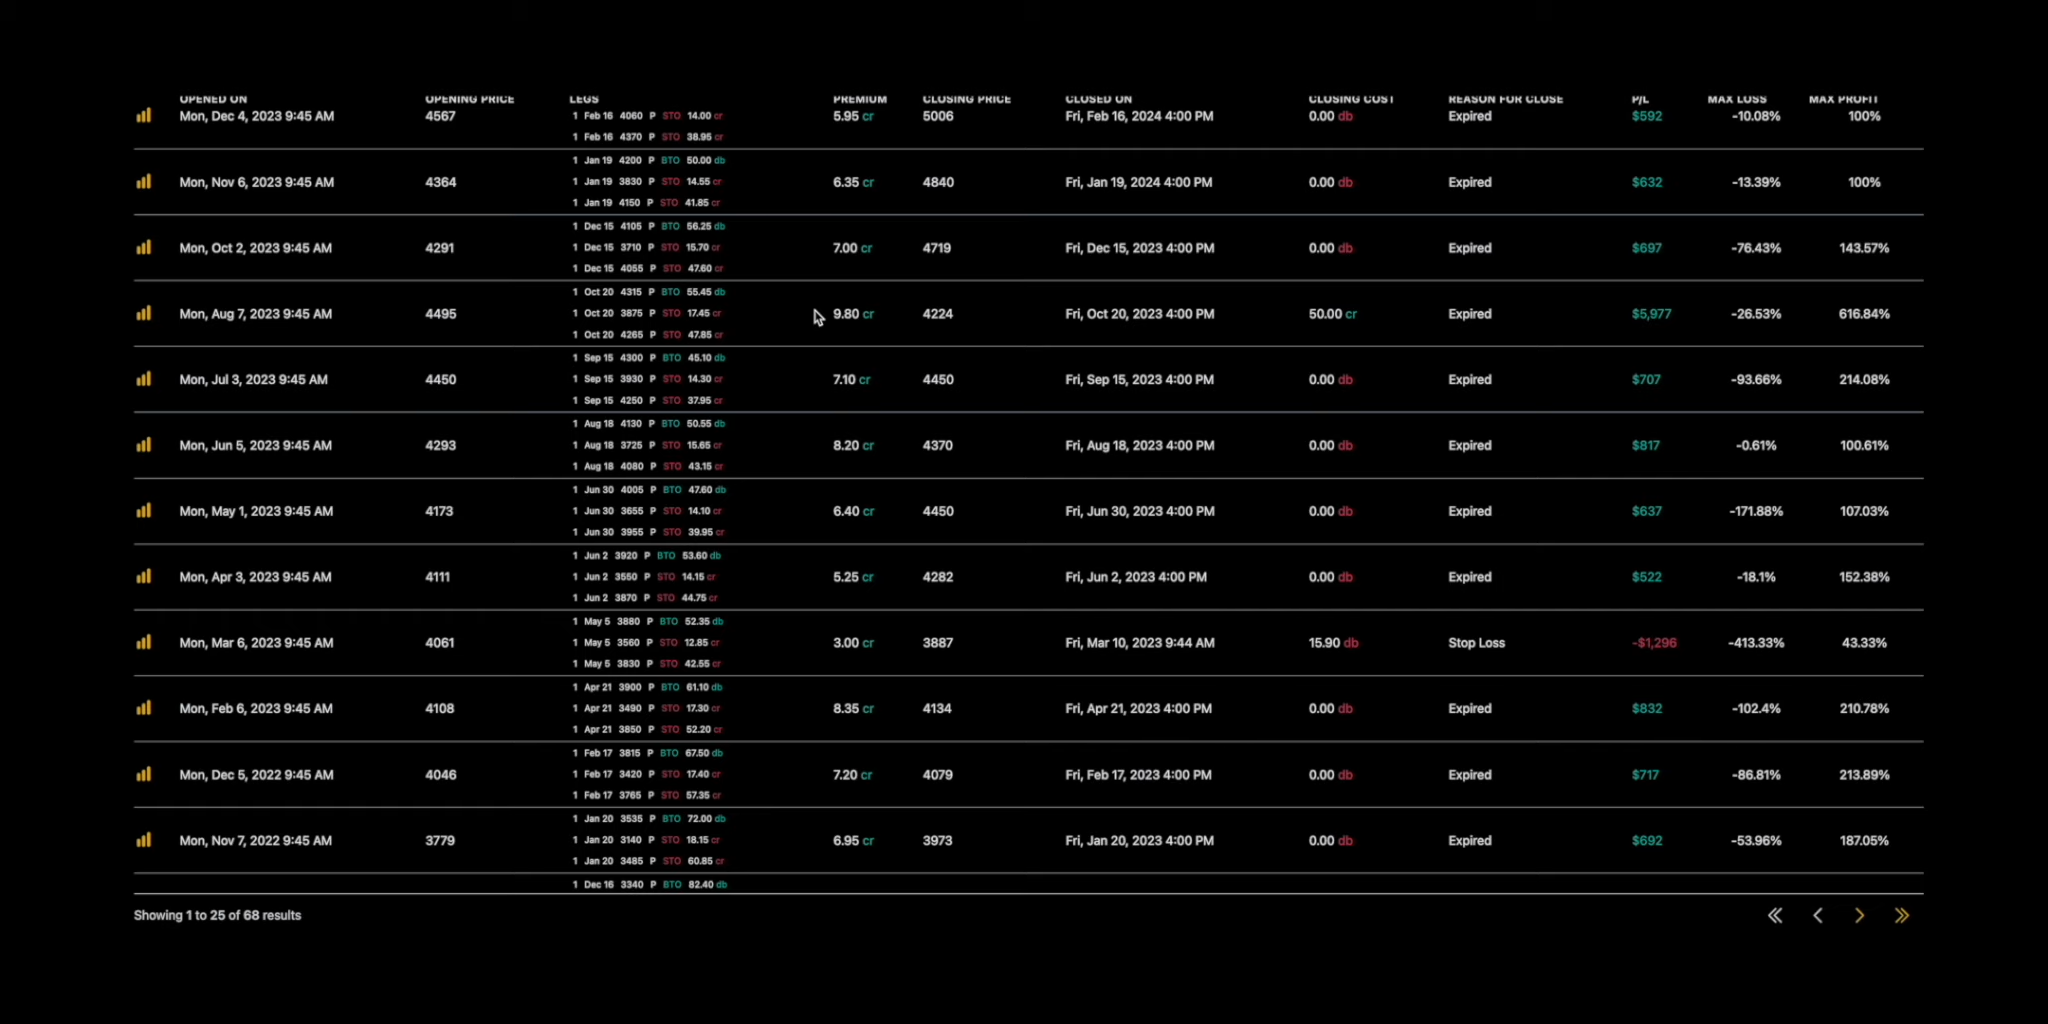 OPENED ON OPENING PRICE LEGS PREMIUM CLOSING PRICE CLOSED ON CLOSING COST REASON FOR CLOSE P/L MAX LOSS MAX PROFIT
Mon, Dec 4, 2023 9:45 AM 4567 1 Feb 16 4060 P STO 14.00 cr 5.95 cr 5006 Fri, Feb 16, 2024 4:00 PM 0.00 db Expired $592 -10.08% 100%
1 Feb 16 4370 P STO 38.95 cr
1 Jan 19 4200 P BTO 50.00 db
Mon, Nov 6, 2023 9:45 AM 4364 1 Jan 19 3830 P STO 14.55 cr 6.35 cr 4840 Fri, Jan 19, 2024 4:00 PM 0.00 db Expired $632 -13.39% 100%
1 Jan 19 4150 P STO 41.85 cr
1 Dec 15 4105 P BTO 56.25 db
Mon, Oct 2, 2023 9:45 AM 4291 1 Dec 15 3710 P STO 15.70 cr 7.00 cr 4719 Fri, Dec 15, 2023 4:00 PM 0.00 db Expired $697 -76.43% 143.57%
1 Dec 15 4055 P STO 47.60 cr
1 Oct 20 4315 P BTO 55.45 db
Mon, Aug 7, 2023 9:45 AM 4495 1 Oct 20 3875 P STO 17.45 cr 9.80 cr 4224 Fri, Oct 20, 2023 4:00 PM 50.00 cr Expired $5,977 -26.53% 616.84%
1 Oct 20 4265 P STO 47.85 cr
1 Sep 15 4300 P BTO 45.10 db
Mon, Jul 3, 2023 9:45 AM 4450 1 Sep 15 3930 P STO 14.30 cr 7.10 cr 4450 Fri, Sep 15, 2023 4:00 PM 0.00 db Expired $707 -93.66% 214.08%
1 Sep 15 4250 P STO 37.95 cr
1 Aug 18 4130 P BTO 50.55 db
Mon, Jun 5, 2023 9:45 AM 4293 1 Aug 18 3725 P STO 15.65 cr 8.20 cr 4370 Fri, Aug 18, 2023 4:00 PM 0.00 db Expired $817 -0.61% 100.61%
1 Aug 18 4080 P STO 43.15 cr
1 Jun 30 4005 P BTO 47.60 db
Mon, May 1, 2023 9:45 AM 4173 1 Jun 30 3655 P STO 14.10 cr 6.40 cr 4450 Fri, Jun 30, 2023 4:00 PM 0.00 db Expired $637 -171.88% 107.03%
1 Jun 30 3955 P STO 39.95 cr
1 Jun 2 3920 P BTO 53.60 db
Mon, Apr 3, 2023 9:45 AM 4111 1 Jun 2 3550 P STO 14.15 cr 5.25 cr 4282 Fri, Jun 2, 2023 4:00 PM 0.00 db Expired $522 -18.1% 152.38%
1 Jun 2 3870 P STO 44.75 cr
1 May 5 3880 P BTO 52.35 db
Mon, Mar 6, 2023 9:45 AM 4061 1 May 5 3560 P STO 12.85 cr 3.00 cr 3887 Fri, Mar 10, 2023 9:44 AM 15.90 db Stop Loss -$1,296 -413.33% 43.33%
1 May 5 3830 P STO 42.55 cr
1 Apr 21 3900 P BTO 61.10 db
Mon, Feb 6, 2023 9:45 AM 4108 1 Apr 21 3490 P STO 17.30 cr 8.35 cr 4134 Fri, Apr 21, 2023 4:00 PM 0.00 db Expired $832 -102.4% 210.78%
1 Apr 21 3850 P STO 52.20 cr
1 Feb 17 3815 P BTO 67.50 db
Mon, Dec 5, 2022 9:45 AM 4046 1 Feb 17 3420 P STO 17.40 cr 7.20 cr 4079 Fri, Feb 17, 2023 4:00 PM 0.00 db Expired $717 -86.81% 213.89%
1 Feb 17 3765 P STO 57.35 cr
1 Jan 20 3535 P BTO 72.00 db
Mon, Nov 7, 2022 9:45 AM 3779 1 Jan 20 3140 P STO 18.15 cr 6.95 cr 3973 Fri, Jan 20, 2023 4:00 PM 0.00 db Expired $692 -53.96% 187.05%
1 Jan 20 3485 P STO 60.85 cr
1 Dec 16 3340 P BTO 82.40 db
Showing 1 to 25 of 68 results